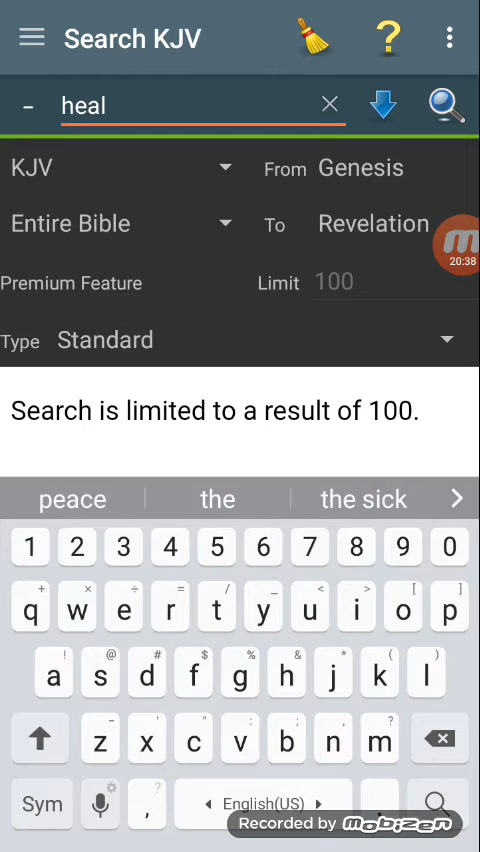 Search KJV
?
- heal
KJV From Genesis
Entire Bible To Revelation
20:38
Premium Feature Limit 100
Type Standard
Search is limited to a result of 100.
peace the the sick
1 2 3 4 5 6 7 8 9 0
+ × ÷ = / _ < > [ ]
q w e r t y u i o p
! @ # $ % & * ( )
a s d f g h j k l
- ' " : ; , ?
z x c v b n m
Sym , English(US) .
Recorded by mobizen